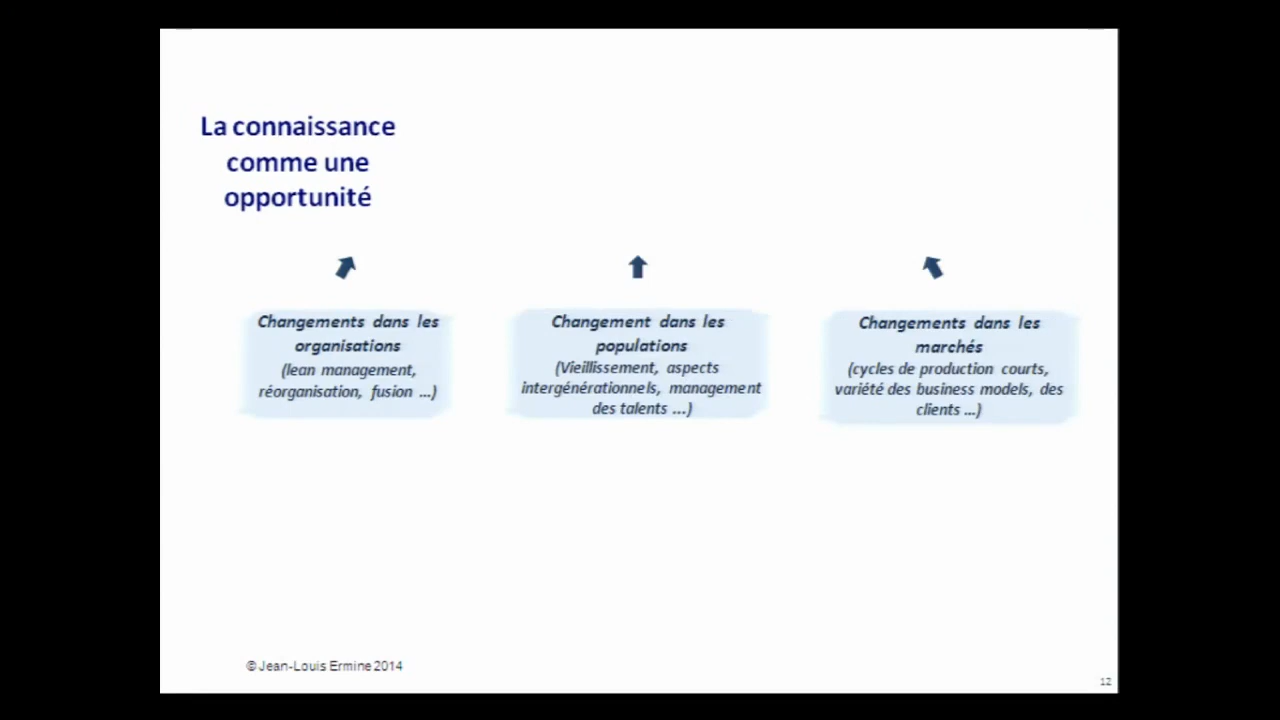 La connaissance
comme une
opportunité
Changements dans les
organisations
(lean management,
réorganisation, fusion ...)
Changement dans les
populations
(Vieillissement, aspects
intergénérationnels, management
des talents ...)
Changements dans les
marchés
(cycles de production courts,
variété des business models, des
clients ...)
© Jean-Louis Ermine 2014
12